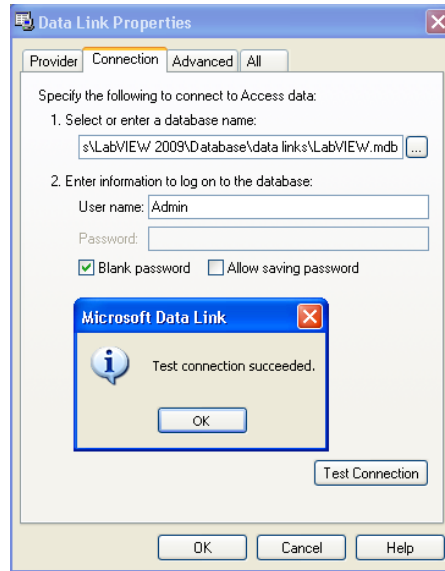 Data Link Properties
Provider Connection Advanced All
Specify the following to connect to Access data:
1. Select or enter a database name:
s\LabVIEW 2009\Database\data links\LabVIEW.mdb ...
2. Enter information to log on to the database:
User name: Admin
Password:
Blank password Allow saving password
Microsoft Data Link
Test connection succeeded.
OK
Test Connection
OK Cancel Help